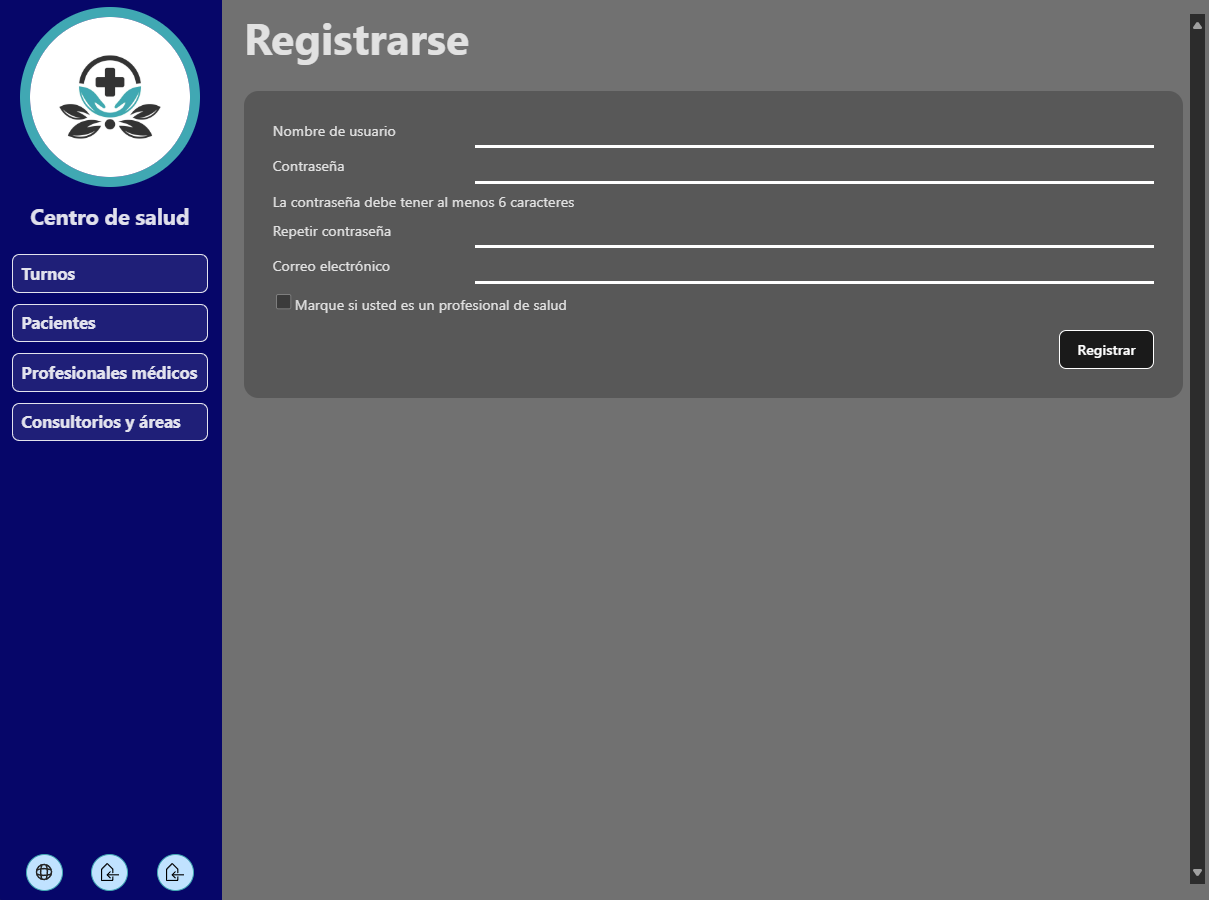 Centro de salud
Turnos
Pacientes
Profesionales médicos
Consultorios y áreas
Registrarse
Nombre de usuario
Contraseña
La contraseña debe tener al menos 6 caracteres
Repetir contraseña
Correo electrónico
Marque si usted es un profesional de salud
Registrar